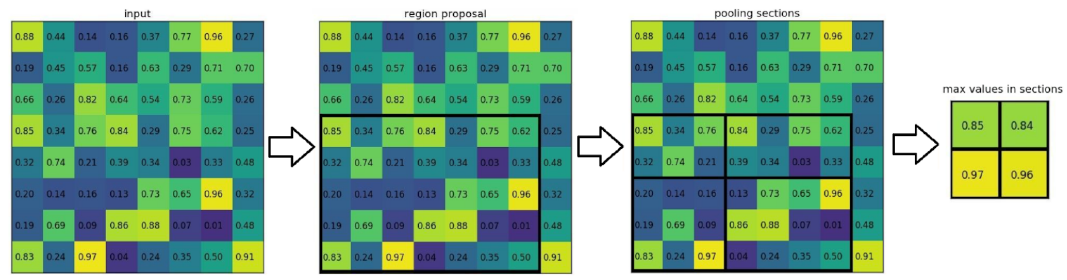 input
0.88 0.44 0.14 0.16 0.37 0.77 0.96 0.27
0.19 0.45 0.57 0.16 0.63 0.29 0.71 0.70
0.66 0.26 0.82 0.64 0.54 0.73 0.59 0.26
0.85 0.34 0.76 0.84 0.29 0.75 0.62 0.25
0.32 0.74 0.21 0.39 0.34 0.03 0.33 0.48
0.20 0.14 0.16 0.13 0.73 0.65 0.96 0.32
0.19 0.69 0.09 0.86 0.88 0.07 0.01 0.48
0.83 0.24 0.97 0.04 0.24 0.35 0.50 0.91
region proposal
0.88 0.44 0.14 0.16 0.37 0.77 0.96 0.27
0.19 0.45 0.57 0.16 0.63 0.29 0.71 0.70
0.66 0.26 0.82 0.64 0.54 0.73 0.59 0.26
0.85 0.34 0.76 0.84 0.29 0.75 0.62 0.25
0.32 0.74 0.21 0.39 0.34 0.03 0.33 0.48
0.20 0.14 0.16 0.13 0.73 0.65 0.96 0.32
0.19 0.69 0.09 0.86 0.88 0.07 0.01 0.48
0.83 0.24 0.97 0.04 0.24 0.35 0.50 0.91
pooling sections
0.88 0.44 0.14 0.16 0.37 0.77 0.96 0.27
0.19 0.45 0.57 0.16 0.63 0.29 0.71 0.70
0.66 0.26 0.82 0.64 0.54 0.73 0.59 0.26
0.85 0.34 0.76 0.84 0.29 0.75 0.62 0.25
0.32 0.74 0.21 0.39 0.34 0.03 0.33 0.48
0.20 0.14 0.16 0.13 0.73 0.65 0.96 0.32
0.19 0.69 0.09 0.86 0.88 0.07 0.01 0.48
0.83 0.24 0.97 0.04 0.24 0.35 0.50 0.91
max values in sections
0.85 0.84
0.97 0.96